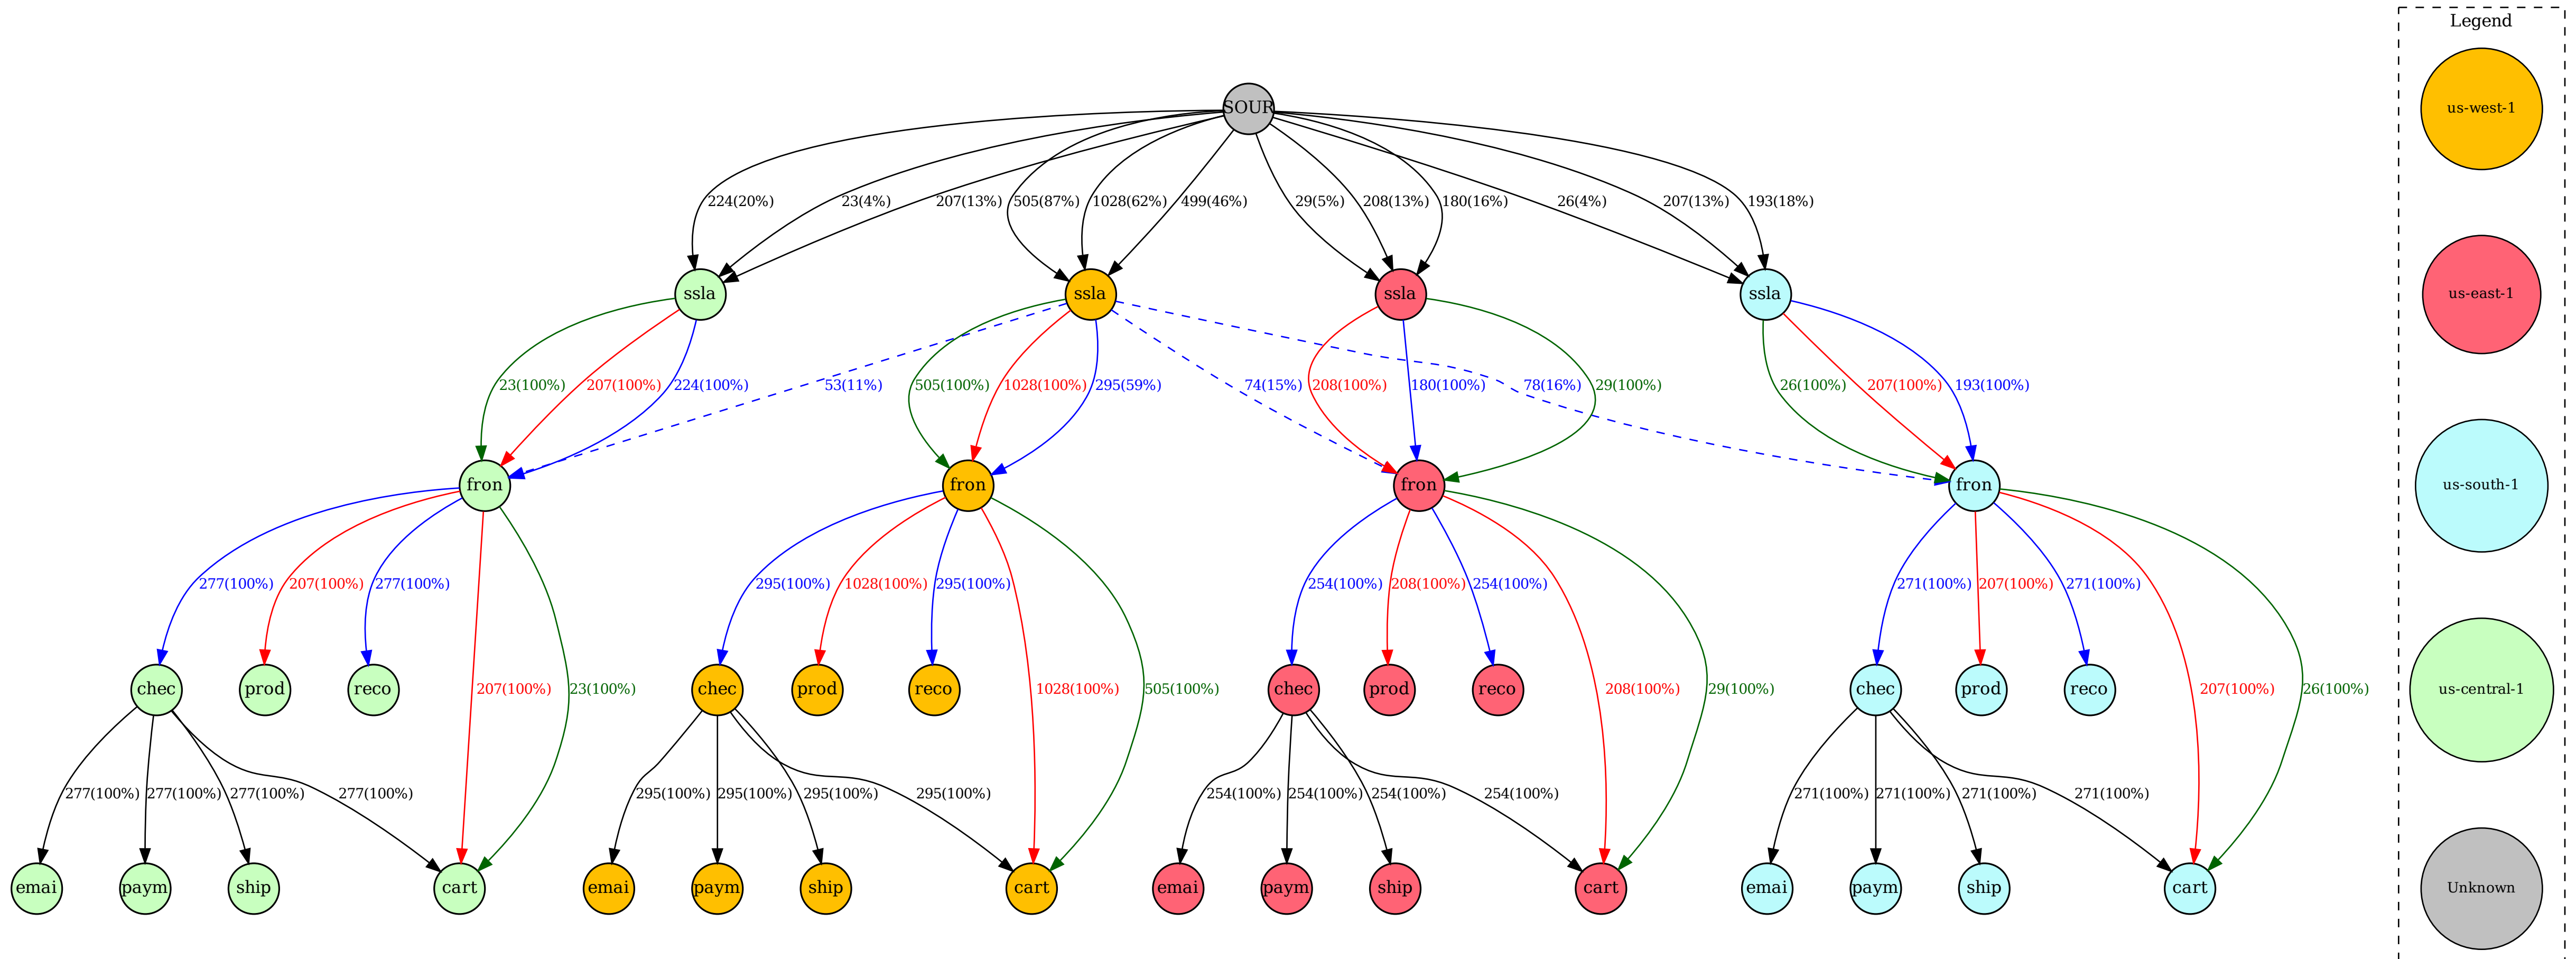 Legend
SOUR
us-west-1
224(20%) 23(4%) 207(13%) 505(87%) 1028(62%) 499(46%) 29(5%) 208(13%) 180(16%) 26(4%) 207(13%) 193(18%)
ssla ssla ssla ssla
us-east-1
23(100%) 207(100%) 224(100%) 53(11%) 505(100%) 1028(100%) 295(59%) 74(15%) 208(100%) 180(100%) 78(16%) 29(100%) 26(100%) 207(100%) 193(100%)
fron fron fron fron
us-south-1
277(100%) 207(100%) 277(100%) 295(100%) 1028(100%) 295(100%) 254(100%) 208(100%) 254(100%) 271(100%) 207(100%) 271(100%)
chec prod reco 207(100%) 23(100%) chec prod reco 1028(100%) 505(100%) chec prod reco 208(100%) 29(100%) chec prod reco 207(100%) 26(100%)
us-central-1
277(100%) 277(100%) 277(100%) 277(100%) 295(100%) 295(100%) 295(100%) 295(100%) 254(100%) 254(100%) 254(100%) 254(100%) 271(100%) 271(100%) 271(100%) 271(100%)
emai paym ship cart emai paym ship cart emai paym ship cart emai paym ship cart
Unknown